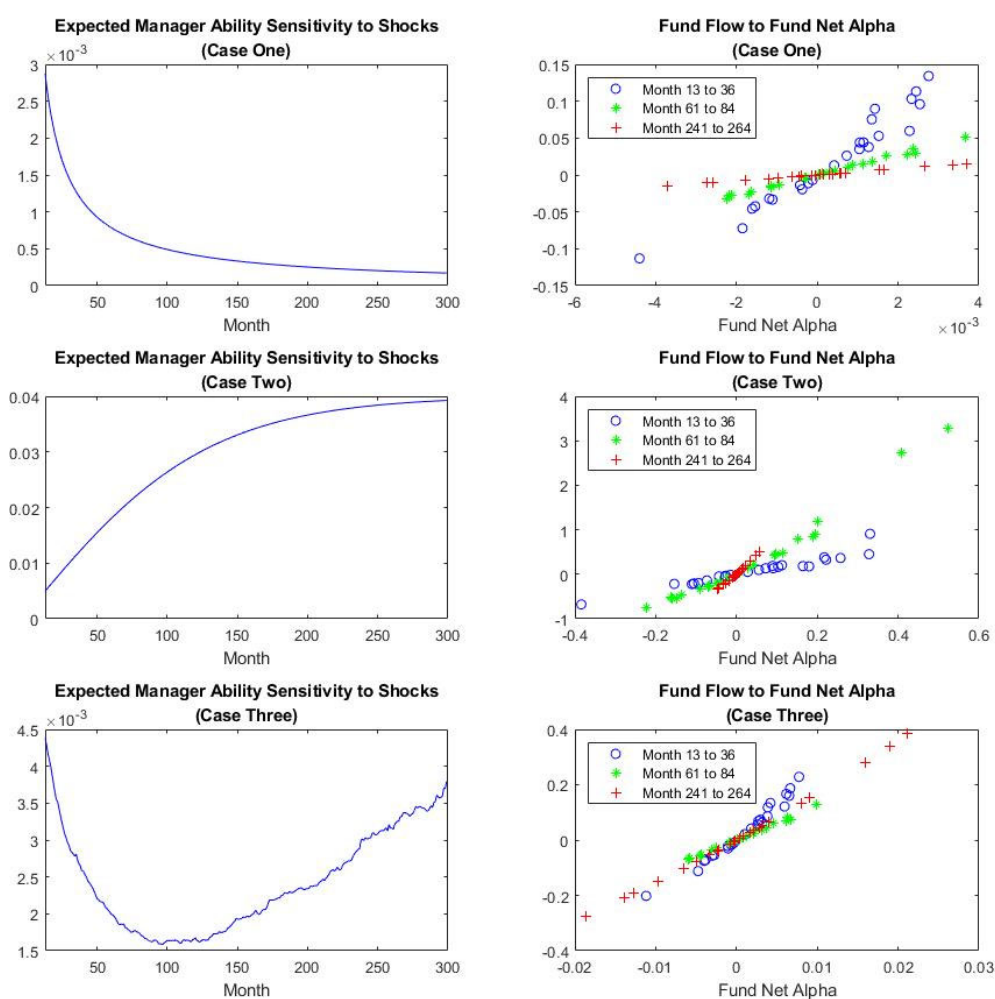 Expected Manager Ability Sensitivity to Shocks
(Case One)
×10⁻³
3
2.5
2
1.5
1
0.5
0
50
100
150
200
250
300
Month
Fund Flow to Fund Net Alpha
(Case One)
0.15
0.1
0.05
0
-0.05
-0.1
-0.15
Month 13 to 36
Month 61 to 84
Month 241 to 264
-6
-4
-2
0
2
4
Fund Net Alpha
×10⁻³
Expected Manager Ability Sensitivity to Shocks
(Case Two)
0.04
0.03
0.02
0.01
0
50
100
150
200
250
300
Month
Fund Flow to Fund Net Alpha
(Case Two)
4
3
2
1
0
-1
Month 13 to 36
Month 61 to 84
Month 241 to 264
-0.4
-0.2
0
0.2
0.4
0.6
Fund Net Alpha
Expected Manager Ability Sensitivity to Shocks
(Case Three)
×10⁻³
4.5
4
3.5
3
2.5
2
1.5
50
100
150
200
250
300
Month
Fund Flow to Fund Net Alpha
(Case Three)
0.4
0.2
0
-0.2
-0.4
Month 13 to 36
Month 61 to 84
Month 241 to 264
-0.02
-0.01
0
0.01
0.02
0.03
Fund Net Alpha